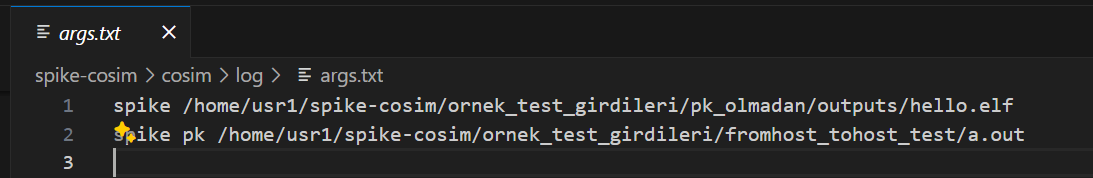 args.txt
spike-cosim > cosim > log > args.txt
1 spike /home/usr1/spike-cosim/ornek_test_girdileri/pk_olmadan/outputs/hello.elf
2 spike pk /home/usr1/spike-cosim/ornek_test_girdileri/fromhost_tohost_test/a.out
3